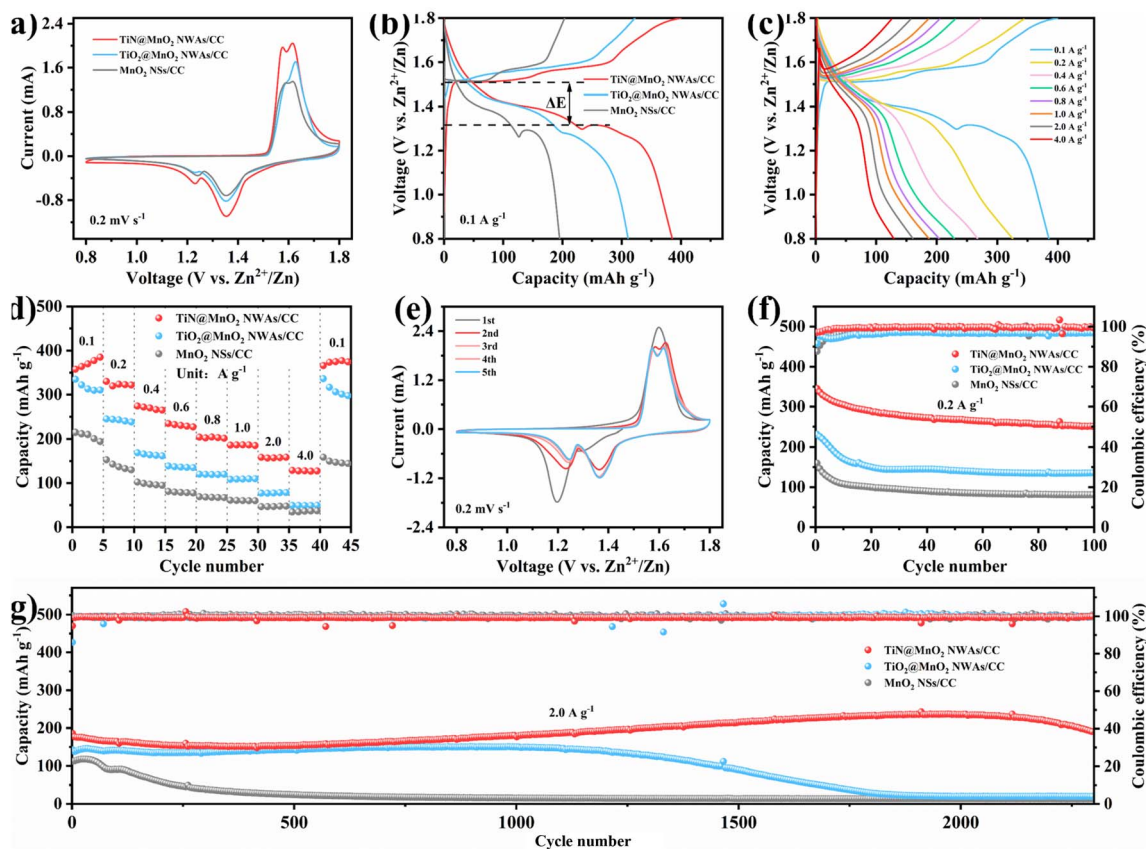 a)
2.4
1.6
0.8
0.0
-0.8
Current (mA)
TiN@MnO₂ NWAs/CC
TiO₂@MnO₂ NWAs/CC
MnO₂ NSs/CC
0.2 mV s⁻¹
0.8 1.0 1.2 1.4 1.6 1.8
Voltage (V vs. Zn²⁺/Zn)
(b)
1.8
1.6
1.4
1.2
1.0
0.8
Voltage (V vs. Zn²⁺/Zn)
TiN@MnO₂ NWAs/CC
TiO₂@MnO₂ NWAs/CC
MnO₂ NSs/CC
ΔE
0.1 A g⁻¹
0 100 200 300 400
Capacity (mAh g⁻¹)
(c)
1.8
1.6
1.4
1.2
1.0
0.8
Voltage (V vs. Zn²⁺/Zn)
0.1 A g⁻¹
0.2 A g⁻¹
0.4 A g⁻¹
0.6 A g⁻¹
0.8 A g⁻¹
1.0 A g⁻¹
2.0 A g⁻¹
4.0 A g⁻¹
0 100 200 300 400
Capacity (mAh g⁻¹)
d)
500
400
300
200
100
0
Capacity (mAh g⁻¹)
TiN@MnO₂ NWAs/CC
TiO₂@MnO₂ NWAs/CC
MnO₂ NSs/CC
Unit: A g⁻¹
0.1
0.2
0.4
0.6
0.8
1.0
2.0
4.0
0.1
0 5 10 15 20 25 30 35 40 45
Cycle number
(e)
2.4
1.2
0.0
-1.2
-2.4
Current (mA)
1st
2nd
3rd
4th
5th
0.2 mV s⁻¹
0.8 1.0 1.2 1.4 1.6 1.8
Voltage (V vs. Zn²⁺/Zn)
(f)
500
400
300
200
100
0
Capacity (mAh g⁻¹)
TiN@MnO₂ NWAs/CC
TiO₂@MnO₂ NWAs/CC
MnO₂ NSs/CC
0.2 A g⁻¹
100
80
60
40
20
0
Coulombic efficiency (%)
0 20 40 60 80 100
Cycle number
g)
500
400
300
200
100
0
Capacity (mAh g⁻¹)
TiN@MnO₂ NWAs/CC
TiO₂@MnO₂ NWAs/CC
MnO₂ NSs/CC
2.0 A g⁻¹
100
80
60
40
20
0
Coulombic efficiency (%)
0 500 1000 1500 2000
Cycle number